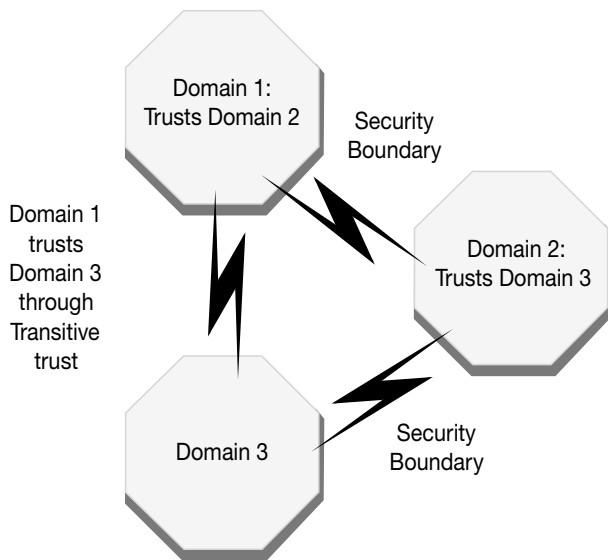 Domain 1:
Trusts Domain 2
Security
Boundary
Domain 1
trusts
Domain 3
through
Transitive
trust
Domain 2:
Trusts Domain 3
Domain 3
Security
Boundary